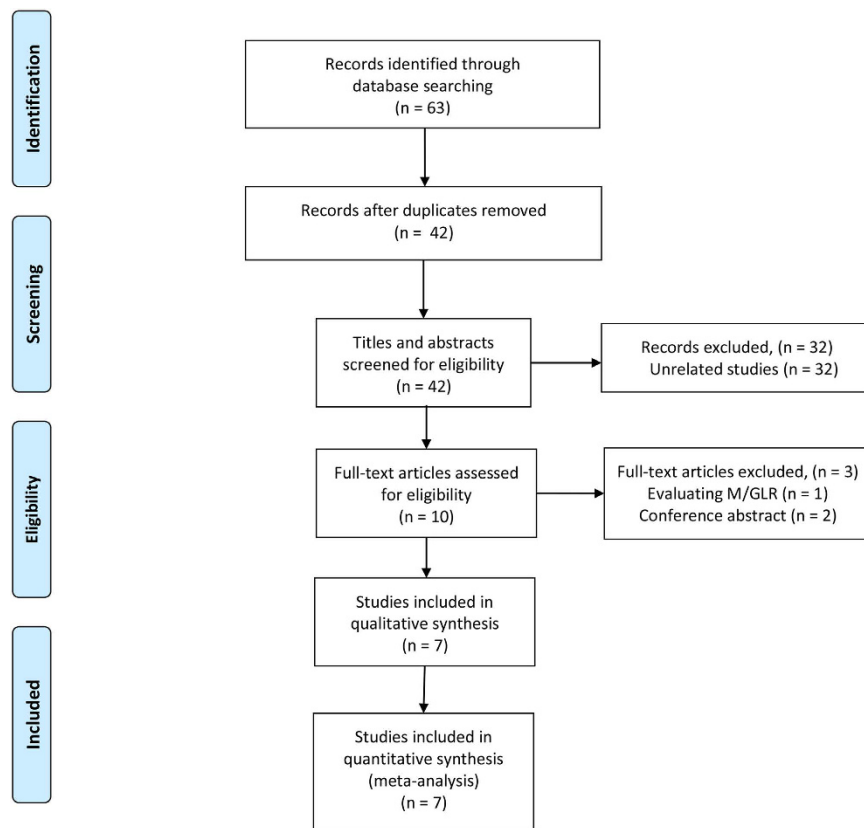 Identification
Records identified through
database searching
(n = 63)
Records after duplicates removed
(n = 42)
Screening
Titles and abstracts
screened for eligibility
(n = 42)
Records excluded, (n = 32)
Unrelated studies (n = 32)
Eligibility
Full-text articles assessed
for eligibility
(n = 10)
Full-text articles excluded, (n = 3)
Evaluating M/GLR (n = 1)
Conference abstract (n = 2)
Studies included in
qualitative synthesis
(n = 7)
Included
Studies included in
quantitative synthesis
(meta-analysis)
(n = 7)